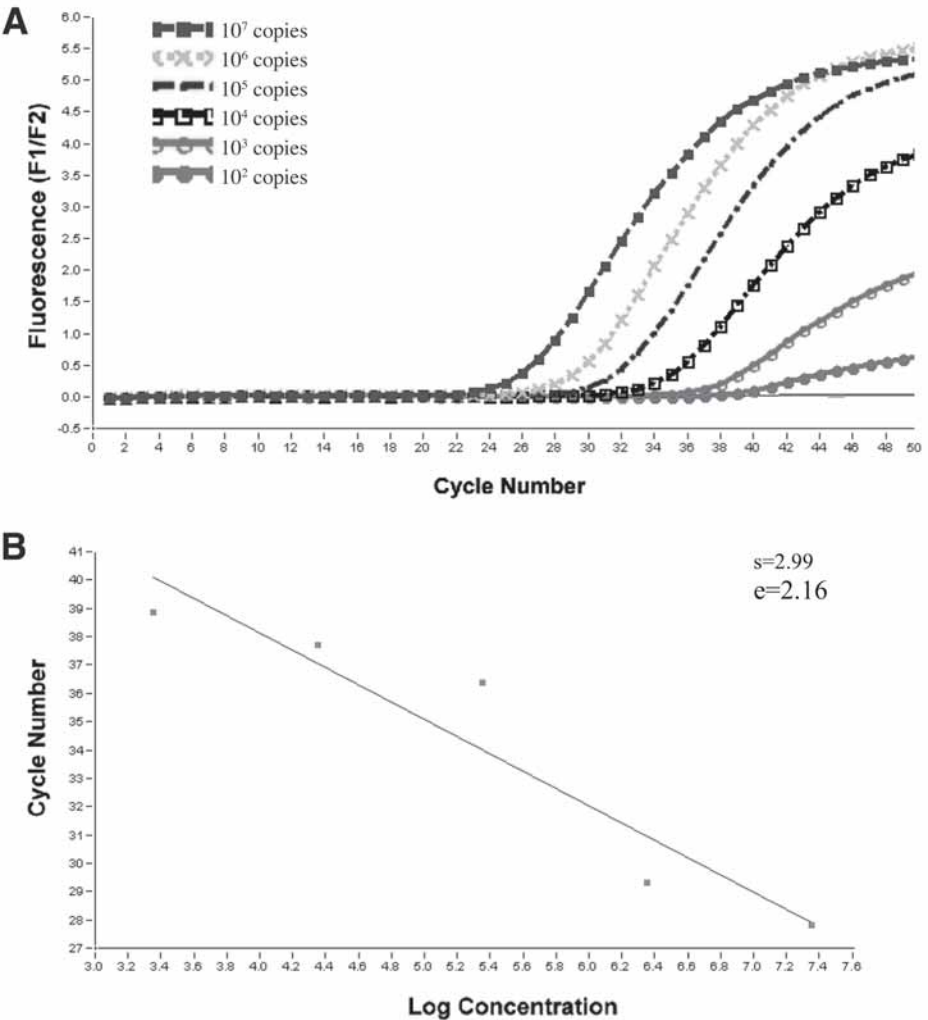 A
6.0
5.5
5.0
4.5
4.0
3.5
3.0
2.5
2.0
1.5
1.0
0.5
0.0
-0.5
Fluorescence (F1/F2)
10⁷ copies
10⁶ copies
10⁵ copies
10⁴ copies
10³ copies
10² copies
0 2 4 6 8 10 12 14 16 18 20 22 24 26 28 30 32 34 36 38 40 42 44 46 48 50
Cycle Number
B
41
40
39
38
37
36
35
34
33
32
31
30
29
28
27
Cycle Number
s=2.99
e=2.16
3.0 3.2 3.4 3.6 3.8 4.0 4.2 4.4 4.6 4.8 5.0 5.2 5.4 5.6 5.8 6.0 6.2 6.4 6.6 6.8 7.0 7.2 7.4 7.6
Log Concentration